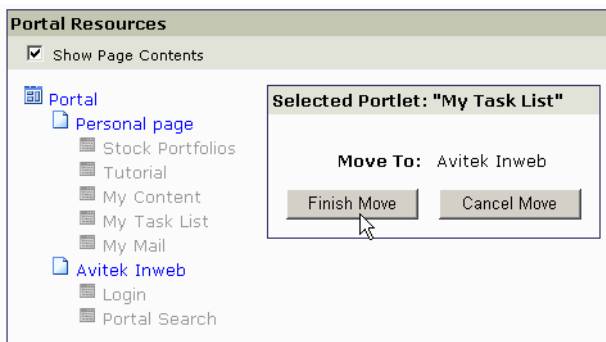 Portal Resources
Show Page Contents
Portal
Personal page
Stock Portfolios
Tutorial
My Content
My Task List
My Mail
Avitek Inweb
Login
Portal Search
Selected Portlet: "My Task List"
Move To: Avitek Inweb
Finish Move Cancel Move